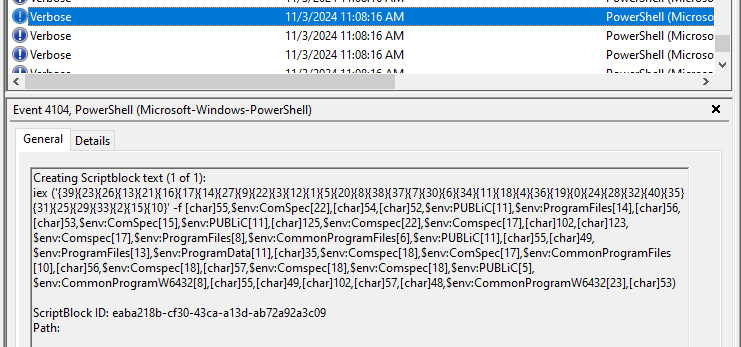 Verbose 11/3/2024 11:08:16 AM PowerShell (Microso
Verbose 11/3/2024 11:08:16 AM PowerShell (Microso
Verbose 11/3/2024 11:08:16 AM PowerShell (Microso
Verbose 11/3/2024 11:08:16 AM PowerShell (Microso
Event 4104, PowerShell (Microsoft-Windows-PowerShell)
General Details
Creating Scriptblock text (1 of 1):
iex ('{39}{23}{26}{13}{21}{16}{17}{14}{27}{9}{22}{3}{12}{1}{5}{20}{8}{38}{37}{7}{30}{6}{34}{11}{18}{4}{36}{19}{0}{24}{28}{32}{40}{35}
{31}{25}{29}{33}{2}{15}{10}' -f [char]55,$env:ComSpec[22],[char]54,[char]52,$env:PUBLiC[11],$env:ProgramFiles[14],[char]56,
[char]53,$env:ComSpec[15],$env:PUBLiC[11],[char]125,$env:Comspec[22],$env:Comspec[17],[char]102,[char]123,
$env:Comspec[17],$env:ProgramFiles[8],$env:CommonProgramFiles[6],$env:PUBLiC[11],[char]55,[char]49,
$env:ProgramFiles[13],$env:ProgramData[11],[char]35,$env:Comspec[18],$env:ComSpec[17],$env:CommonProgramFiles
[10],[char]56,$env:Comspec[18],[char]57,$env:Comspec[18],$env:Comspec[18],$env:PUBLiC[5],
$env:CommonProgramW6432[8],[char]55,[char]49,[char]102,[char]57,[char]48,$env:CommonProgramW6432[23],[char]53)
ScriptBlock ID: eaba218b-cf30-43ca-a13d-ab72a92a3c09
Path: